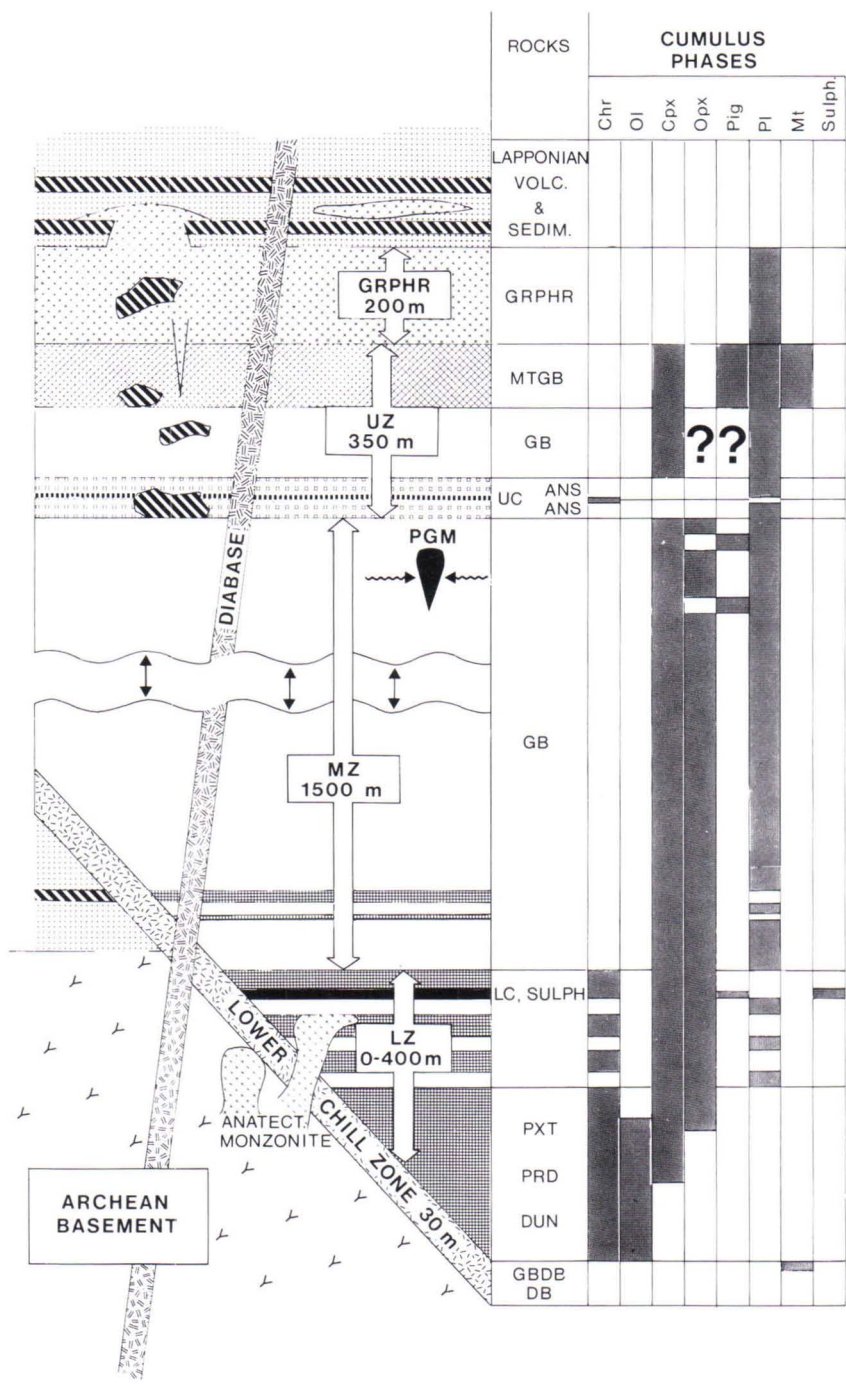 ROCKS
CUMULUS
PHASES
Chr
Ol
Cpx
Opx
Pig
Pl
Mt
Sulph.
LAPPONIAN
VOLC.
&
SEDIM.
GRPHR
200 m
GRPHR
MTGB
UZ
350 m
GB
? ?
UC ANS
ANS
PGM
DIABASE
GB
MZ
1500 m
LC, SULPH
LOWER CHILL ZONE 30 m
LZ
0-400 m
ANATECT.
MONZONITE
PXT
PRD
DUN
ARCHEAN
BASEMENT
GBDB
DB